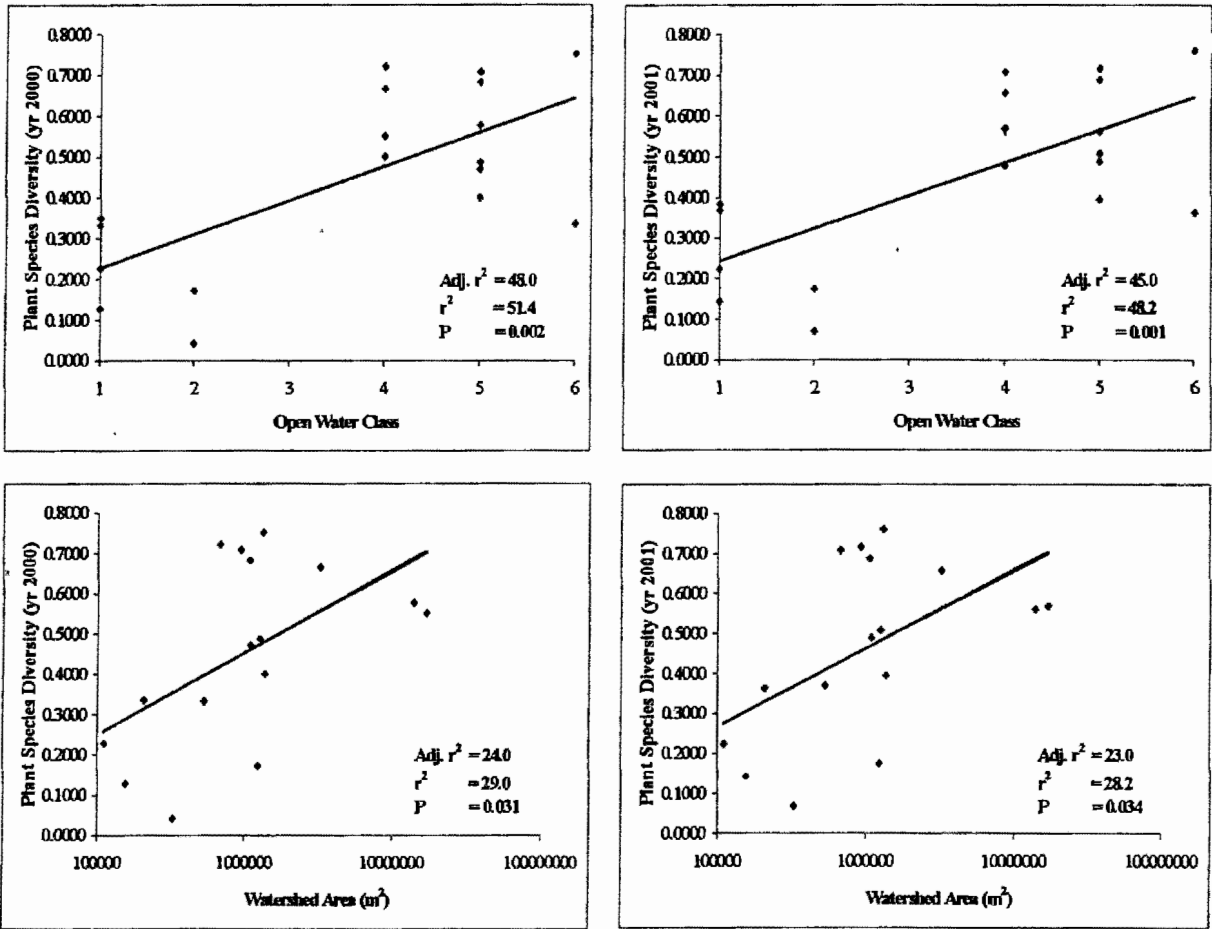 0.8000
0.7000
0.6000
0.5000
0.4000
0.3000
0.2000
0.1000
0.0000
Plant Species Diversity (yr 2000)
Adj. r² = 48.0
r² = 51.4
P = 0.002
1 2 3 4 5 6
Open Water Class
0.8000
0.7000
0.6000
0.5000
0.4000
0.3000
0.2000
0.1000
0.0000
Plant Species Diversity (yr 2001)
Adj. r² = 45.0
r² = 48.2
P = 0.001
1 2 3 4 5 6
Open Water Class
0.8000
0.7000
0.6000
0.5000
0.4000
0.3000
0.2000
0.1000
0.0000
Plant Species Diversity (yr 2000)
Adj. r² = 24.0
r² = 29.0
P = 0.031
100000 1000000 10000000 100000000
Watershed Area (m²)
0.8000
0.7000
0.6000
0.5000
0.4000
0.3000
0.2000
0.1000
0.0000
Plant Species Diversity (yr 2001)
Adj. r² = 23.0
r² = 28.2
P = 0.034
100000 1000000 10000000 100000000
Watershed Area (m²)